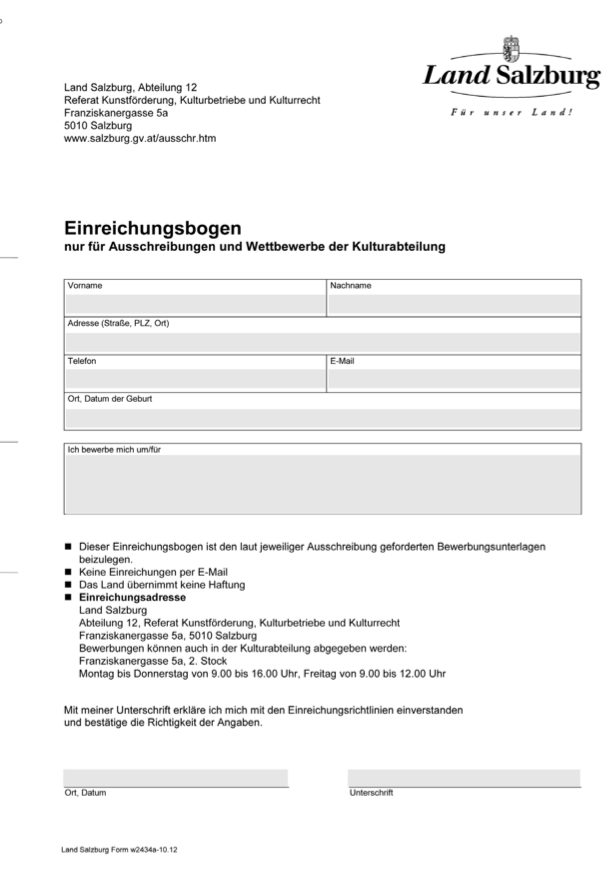 Land Salzburg
Für unser Land!
Land Salzburg, Abteilung 12
Referat Kunstförderung, Kulturbetriebe und Kulturrecht
Franziskanergasse 5a
5010 Salzburg
www.salzburg.gv.at/ausschr.htm
Einreichungsbogen
nur für Ausschreibungen und Wettbewerbe der Kulturabteilung
Vorname
Nachname
Adresse (Straße, PLZ, Ort)
Telefon
E-Mail
Ort, Datum der Geburt
Ich bewerbe mich um/für
■ Dieser Einreichungsbogen ist den laut jeweiliger Ausschreibung geforderten Bewerbungsunterlagen
beizulegen.
■ Keine Einreichungen per E-Mail
■ Das Land übernimmt keine Haftung
■ Einreichungsadresse
Land Salzburg
Abteilung 12, Referat Kunstförderung, Kulturbetriebe und Kulturrecht
Franziskanergasse 5a, 5010 Salzburg
Bewerbungen können auch in der Kulturabteilung abgegeben werden:
Franziskanergasse 5a, 2. Stock
Montag bis Donnerstag von 9.00 bis 16.00 Uhr, Freitag von 9.00 bis 12.00 Uhr
Mit meiner Unterschrift erkläre ich mich mit den Einreichungsrichtlinien einverstanden
und bestätige die Richtigkeit der Angaben.
Ort, Datum
Unterschrift
Land Salzburg Form w2434a-10.12